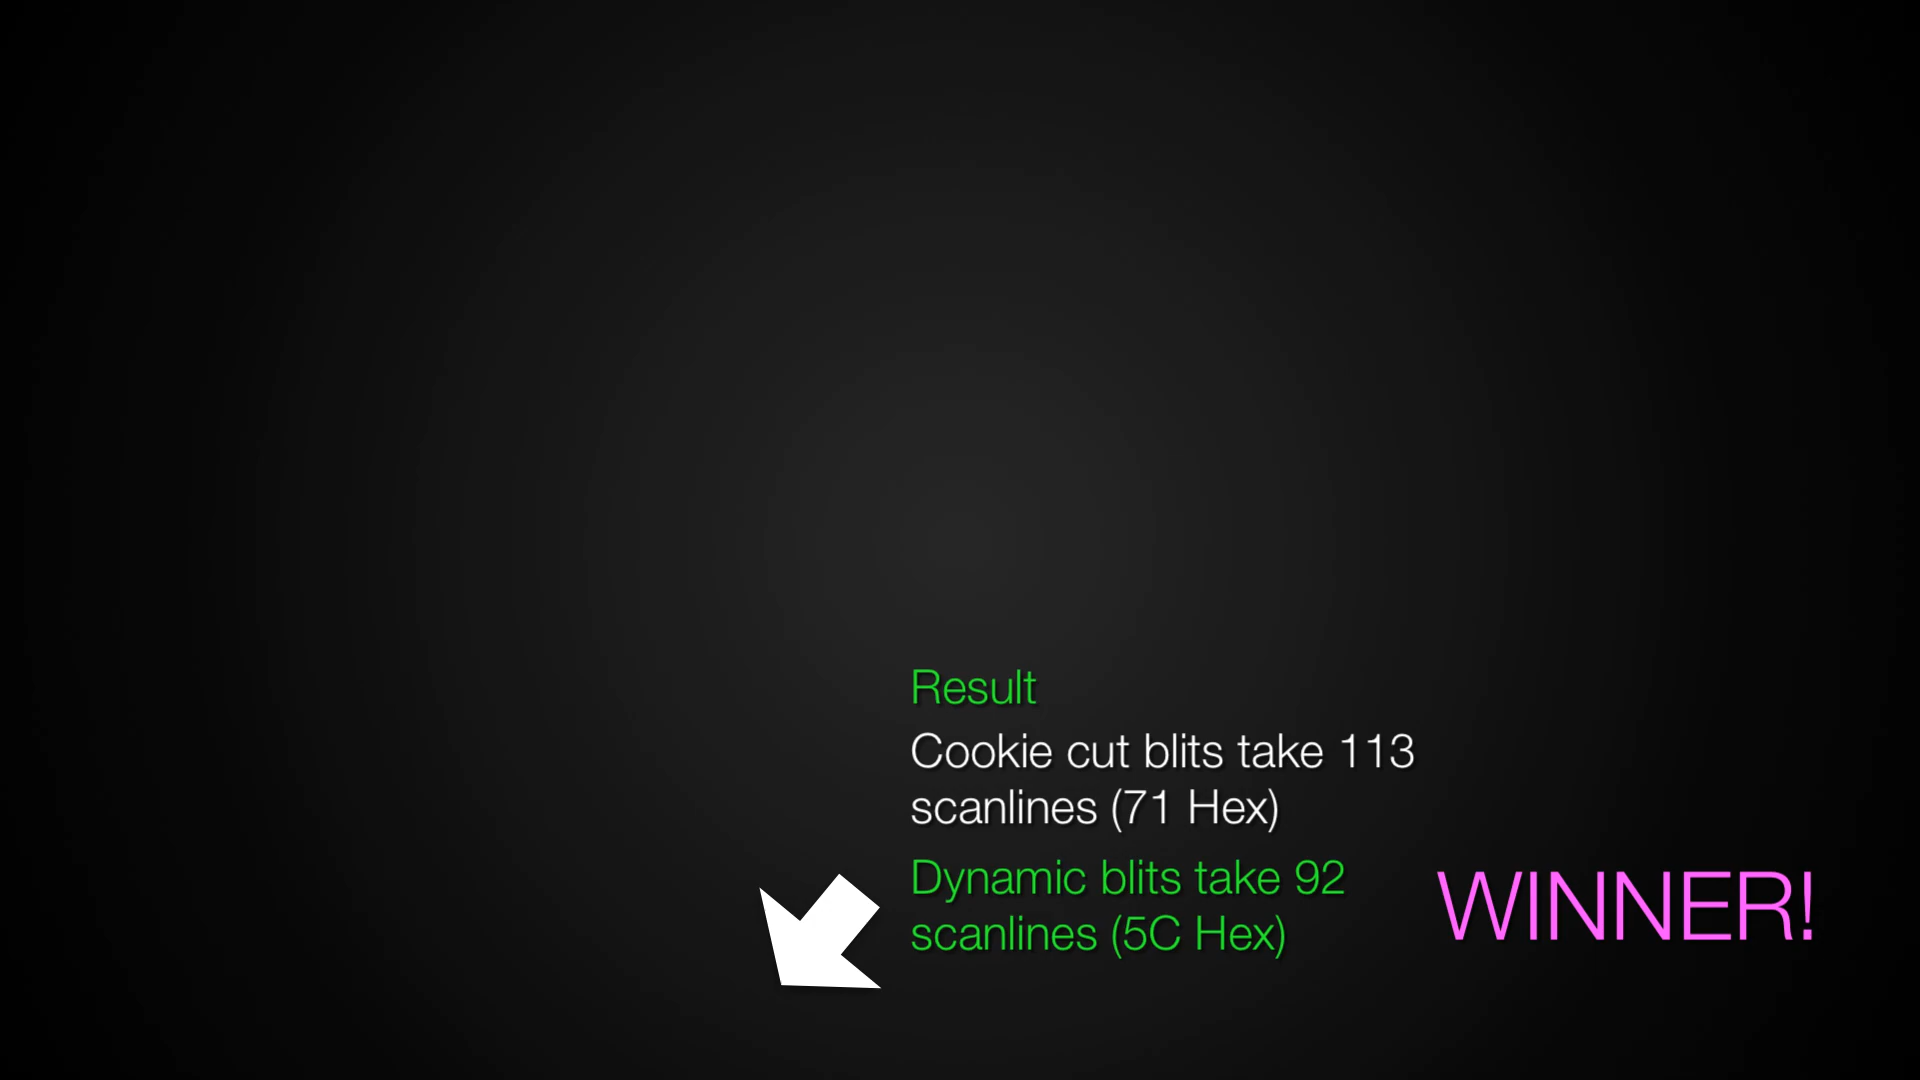 Result
Cookie cut blits take 113
scanlines (71 Hex)
Dynamic blits take 92
scanlines (5C Hex)
WINNER!